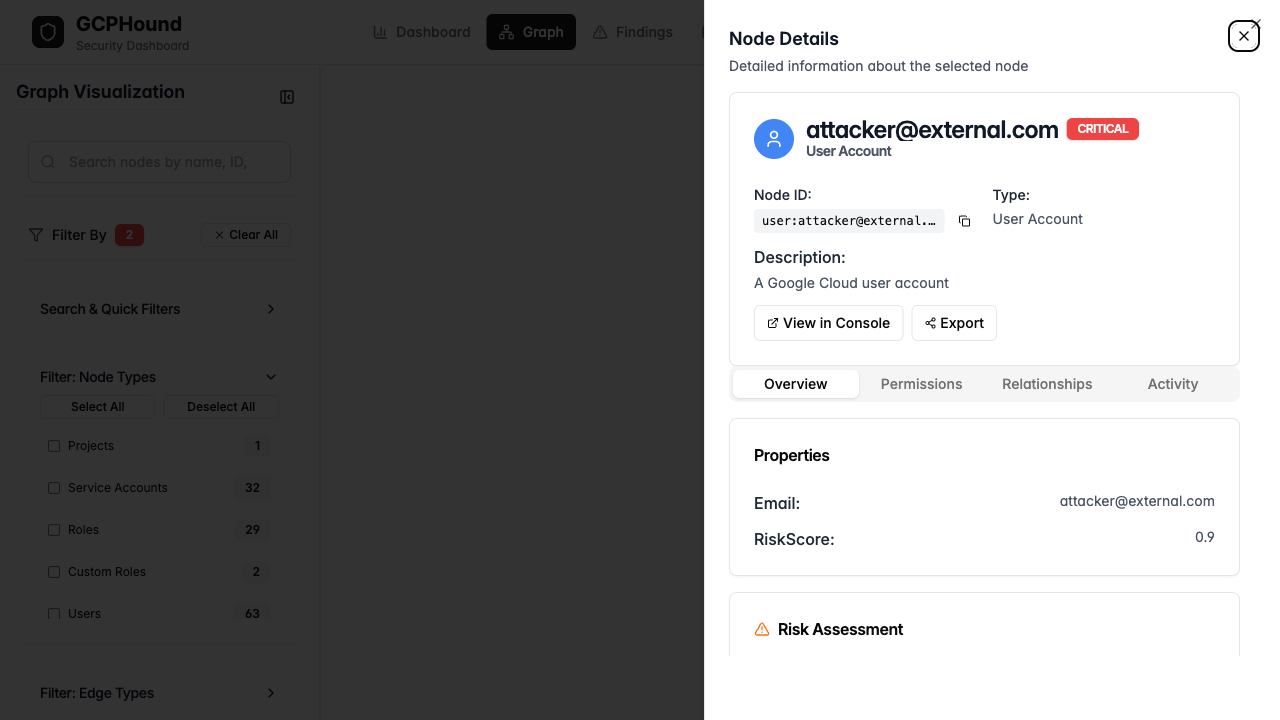 GCPHound
Security Dashboard
Dashboard
Graph
Findings
Graph Visualization
Search nodes by name, ID,
Filter By
2
Clear All
Search & Quick Filters
Filter: Node Types
Select All
Deselect All
Projects
1
Service Accounts
32
Roles
29
Custom Roles
2
Users
63
Filter: Edge Types
Node Details
Detailed information about the selected node
attacker@external.com
CRITICAL
User Account
Node ID:
user:attacker@external.…
Type:
User Account
Description:
A Google Cloud user account
View in Console
Export
Overview
Permissions
Relationships
Activity
Properties
Email:
attacker@external.com
RiskScore:
0.9
Risk Assessment